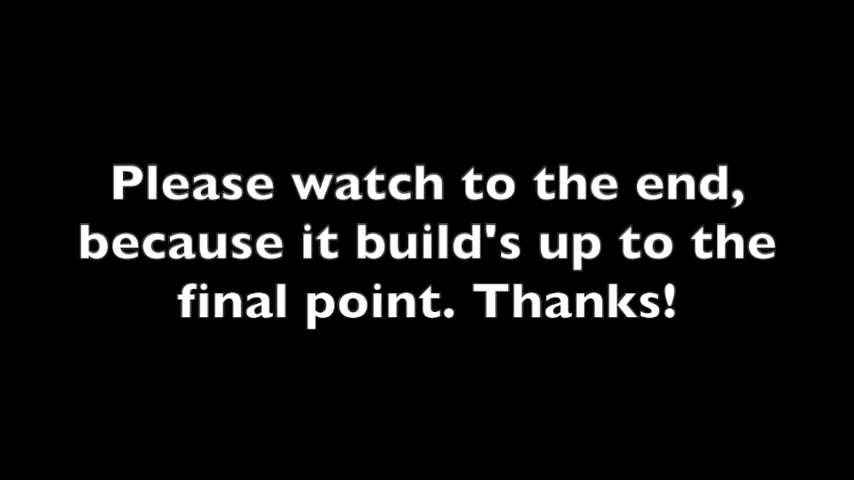 Please watch to the end,
because it build's up to the
final point. Thanks!